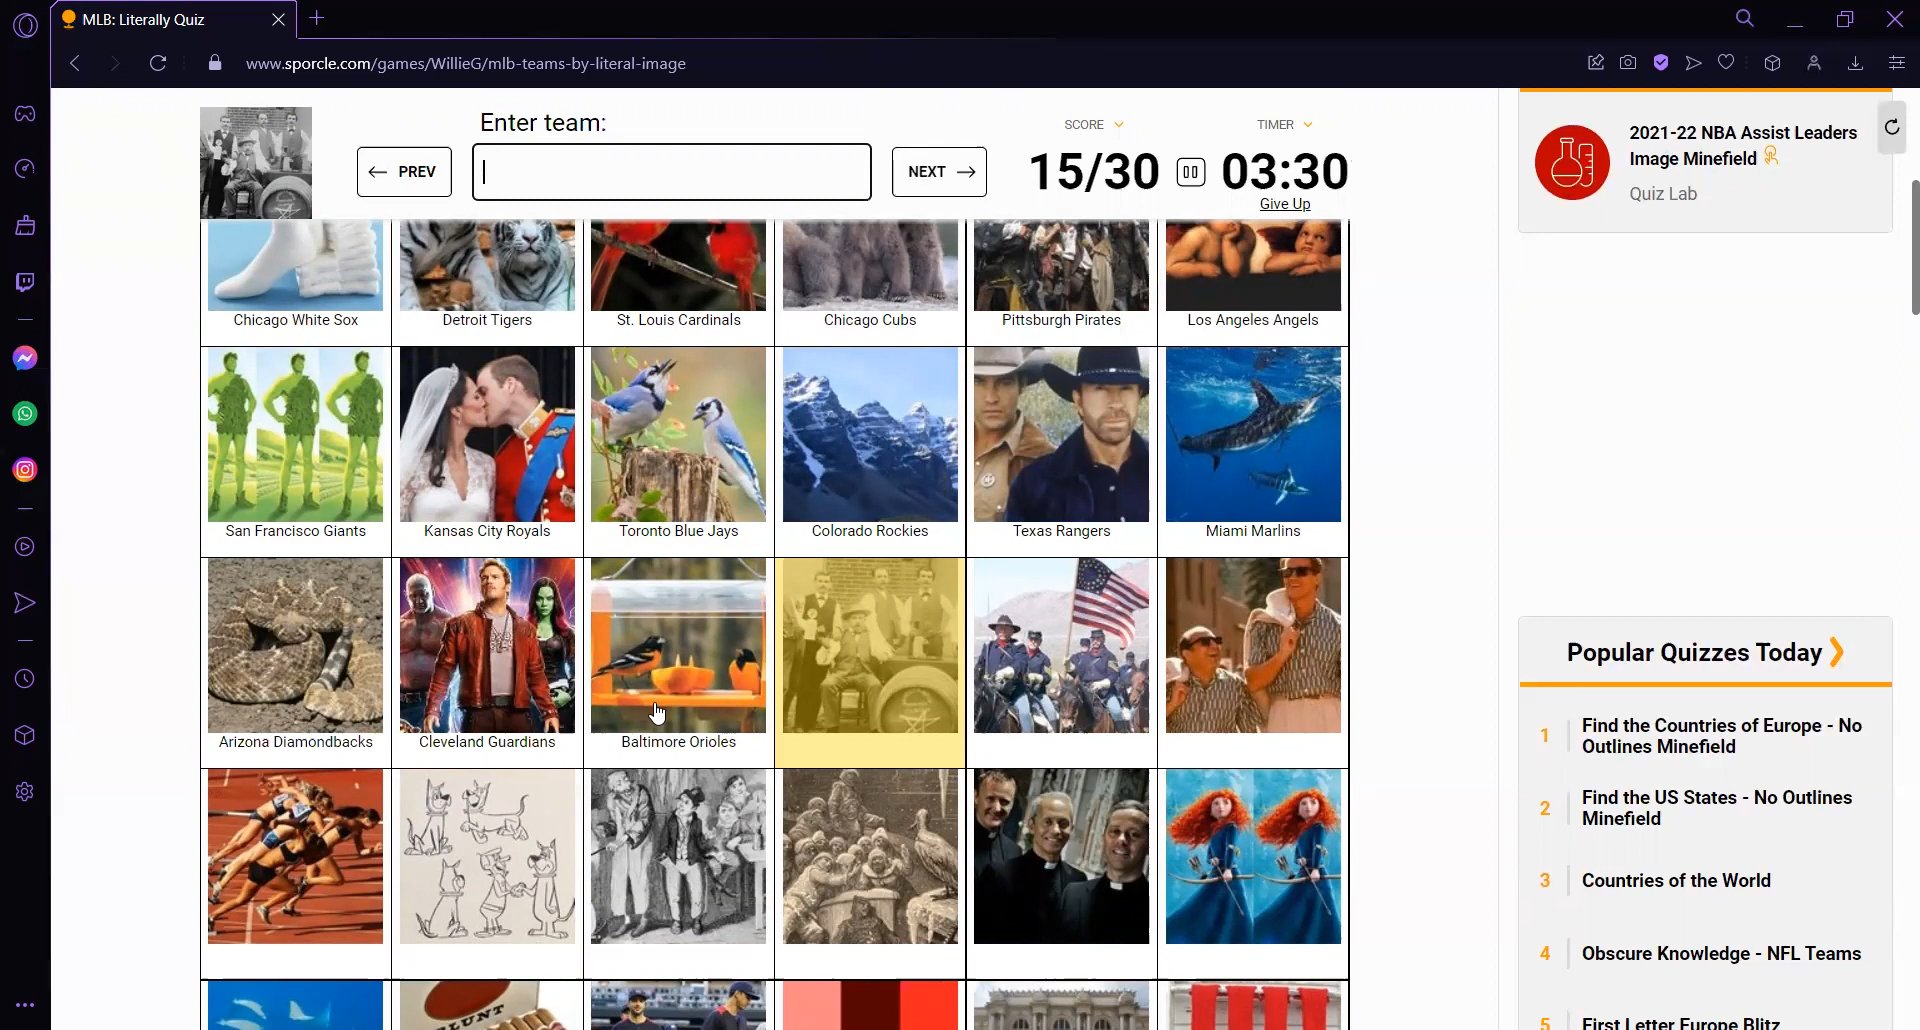 MLB: Literally Quiz
www.sporcle.com/games/WillieG/mlb-teams-by-literal-image
Enter team:
PREV
NEXT
SCORE
15/30
TIMER
03:30
Give Up
2021-22 NBA Assist Leaders
Image Minefield
Quiz Lab
Chicago White Sox
Detroit Tigers
St. Louis Cardinals
Chicago Cubs
Pittsburgh Pirates
Los Angeles Angels
San Francisco Giants
Kansas City Royals
Toronto Blue Jays
Colorado Rockies
Texas Rangers
Miami Marlins
Arizona Diamondbacks
Cleveland Guardians
Baltimore Orioles
BLUNT
Popular Quizzes Today
1 Find the Countries of Europe - No
Outlines Minefield
2 Find the US States - No Outlines
Minefield
3 Countries of the World
4 Obscure Knowledge - NFL Teams
5 First Letter Europe Blitz